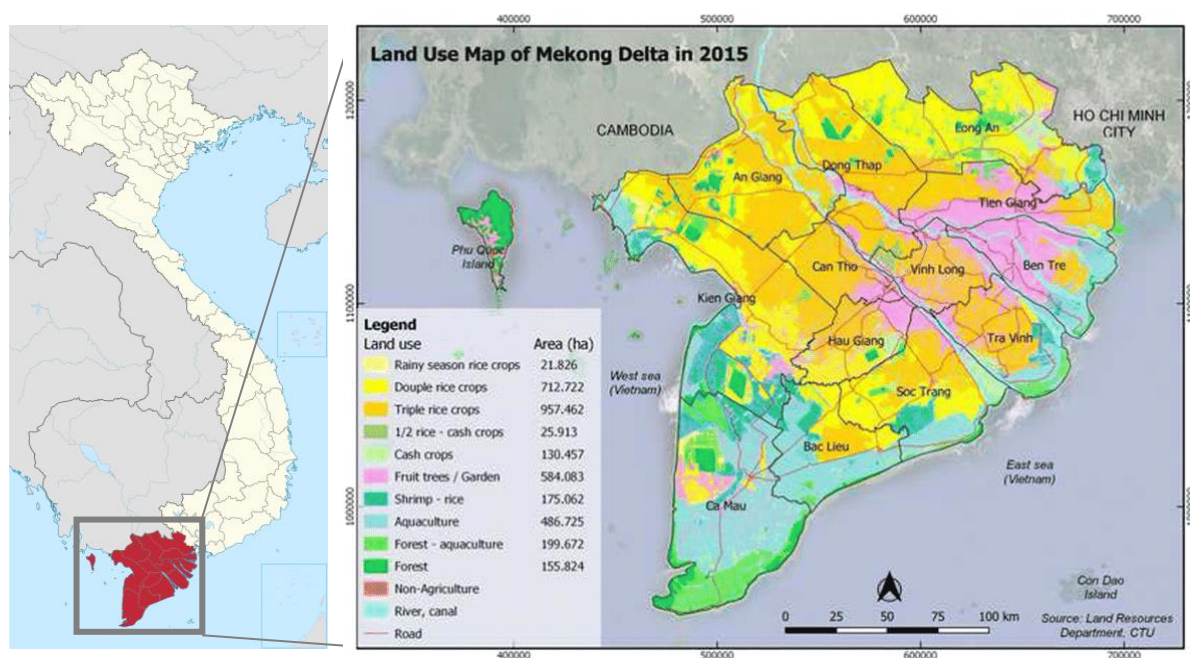 400000 500000 600000 700000
Land Use Map of Mekong Delta in 2015
1200000
1200000
CAMBODIA
HO CHI MINH
CITY
Long An
Dong Thap
An Giang
Tien Giang
Phu Quoc
Island
Can Tho
Vinh Long
Ben Tre
Kien Giang
1100000
1100000
Hau Giang
Tra Vinh
West sea
(Vietnam)
Soc Trang
Bac Lieu
East sea
(Vietnam)
Ca Mau
1000000
1000000
Legend
Land use Area (ha)
Rainy season rice crops 21.826
Douple rice crops 712.722
Triple rice crops 957.462
1/2 rice - cash crops 25.913
Cash crops 130.457
Fruit trees / Garden 584.083
Shrimp - rice 175.062
Aquaculture 486.725
Forest - aquaculture 199.672
Forest 155.824
Non-Agriculture
River, canal
Road
Con Dao
Island
0 25 50 75 100 km
Source: Land Resources
Department, CTU
400000 500000 600000 700000